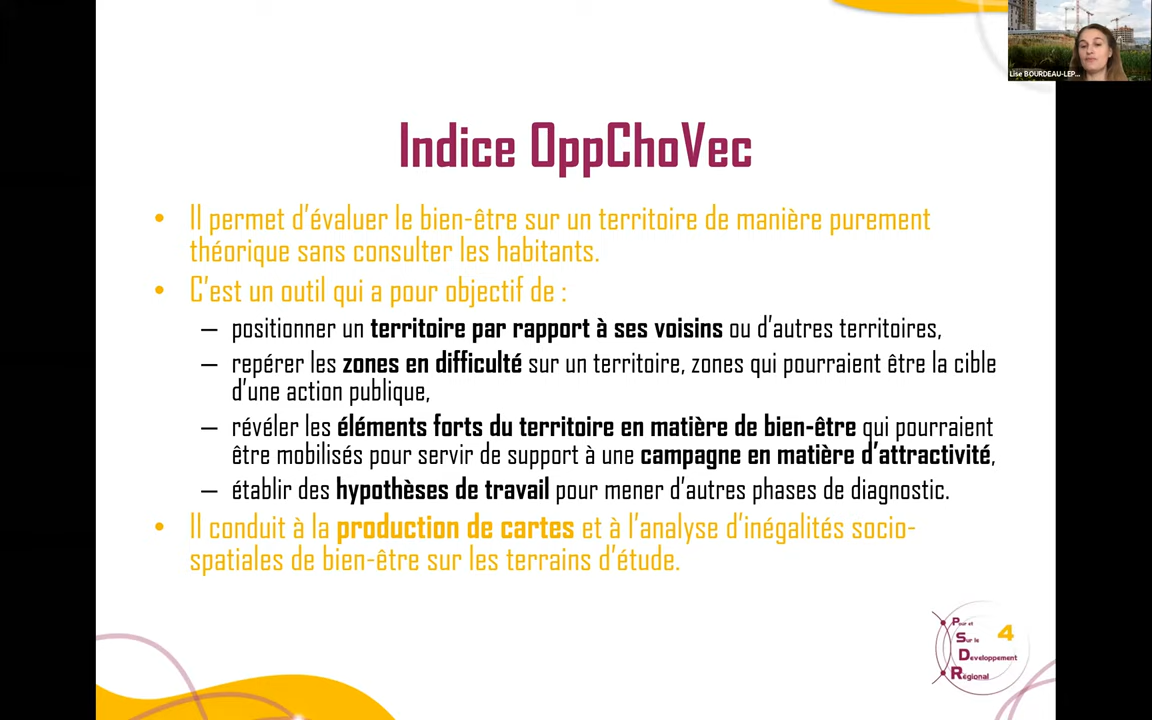 Lise BOURDEAU-LEP...
Indice OppChoVec
• Il permet d'évaluer le bien-être sur un territoire de manière purement
théorique sans consulter les habitants.
• C'est un outil qui a pour objectif de :
– positionner un territoire par rapport à ses voisins ou d'autres territoires,
– repérer les zones en difficulté sur un territoire, zones qui pourraient être la cible
d'une action publique,
– révéler les éléments forts du territoire en matière de bien-être qui pourraient
être mobilisés pour servir de support à une campagne en matière d'attractivité,
– établir des hypothèses de travail pour mener d'autres phases de diagnostic.
• Il conduit à la production de cartes et à l'analyse d'inégalités socio-
spatiales de bien-être sur les terrains d'étude.
Pour et 4
Sur le
Developpement
Régional